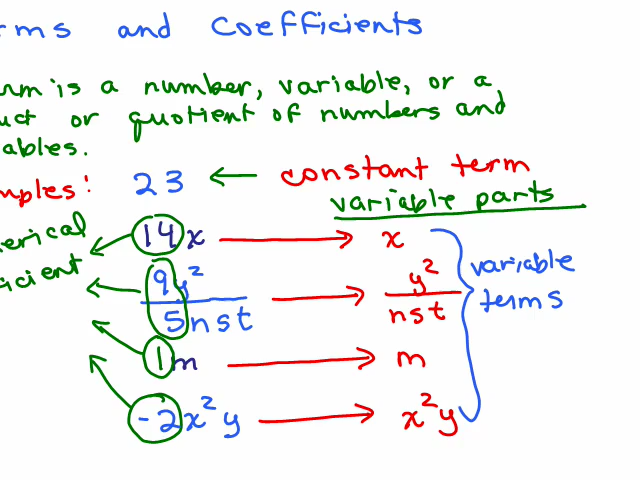 rms and Coefficients
rm is a number, variable, or a
uct or quotient of numbers and
ables.
mples: 23 ← constant term
variable parts
erical
14x → x
icient
9y²/5nst → y²/nst
variable
terms
1m → m
-2x²y → x²y